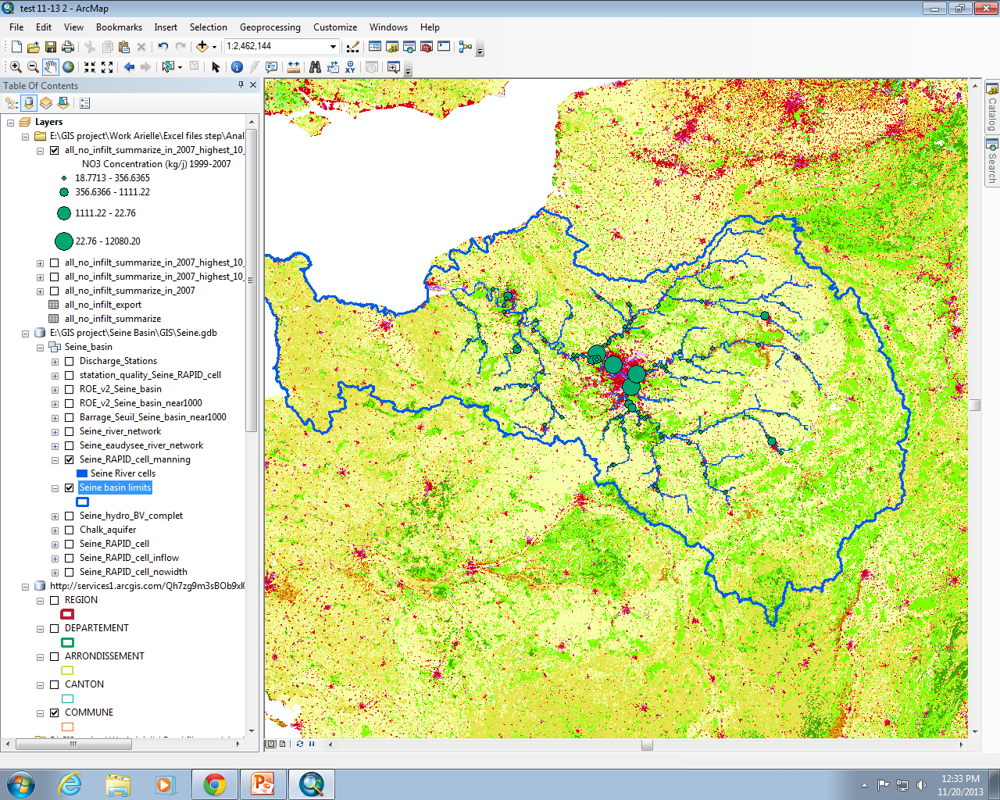 test 11-13 2 - ArcMap
File Edit View Bookmarks Insert Selection Geoprocessing Customize Windows Help
1:2,462,144
Table Of Contents
Layers
E:\GIS project\Work Arielle\Excel files step\Anal
all_no_infilt_summarize_in_2007_highest_10_
NO3 Concentration (kg/j) 1999-2007
18.7713 - 356.6365
356.6366 - 1111.22
1111.22 - 22.76
22.76 - 12080.20
all_no_infilt_summarize_in_2007_highest_10_
all_no_infilt_summarize_in_2007_highest_10_
all_no_infilt_summarize_in_2007
all_no_infilt_export
all_no_infilt_summarize
E:\GIS project\Seine Basin\GIS\Seine.gdb
Seine_basin
Discharge_Stations
statation_quality_Seine_RAPID_cell
ROE_v2_Seine_basin
ROE_v2_Seine_basin_near1000
Barrage_Seuil_Seine_basin_near1000
Seine_river_network
Seine_eaudysee_river_network
Seine_RAPID_cell_manning
Seine River cells
Seine basin limits
Seine_hydro_BV_complet
Chalk_aquifer
Seine_RAPID_cell
Seine_RAPID_cell_inflow
Seine_RAPID_cell_nowidth
http://services1.arcgis.com/Qh7zg9m3sBOb9xI0
REGION
DEPARTEMENT
ARRONDISSEMENT
CANTON
COMMUNE
Catalog
Search
12:33 PM
11/20/2013